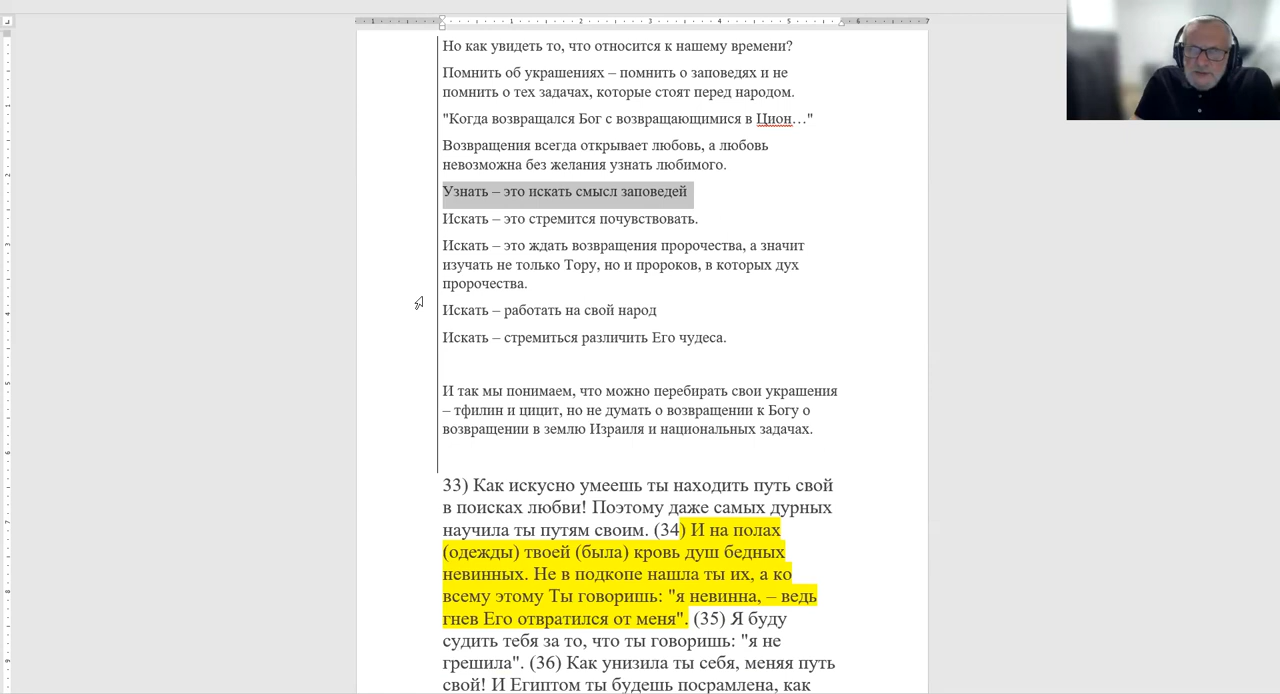 Но как увидеть то, что относится к нашему времени?
Помнить об украшениях – помнить о заповедях и не
помнить о тех задачах, которые стоят перед народом.
"Когда возвращался Бог с возвращающимися в Цион…"
Возвращения всегда открывает любовь, а любовь
невозможна без желания узнать любимого.
Узнать – это искать смысл заповедей
Искать – это стремится почувствовать.
Искать – это ждать возвращения пророчества, а значит
изучать не только Тору, но и пророков, в которых дух
пророчества.
Искать – работать на свой народ
Искать – стремиться различить Его чудеса.
И так мы понимаем, что можно перебирать свои украшения
– тфилин и цицит, но не думать о возвращении к Богу о
возвращении в землю Израиля и национальных задачах.
33) Как искусно умеешь ты находить путь свой
в поисках любви! Поэтому даже самых дурных
научила ты путям своим. (34) И на полах
(одежды) твоей (была) кровь душ бедных
невинных. Не в подкопе нашла ты их, а ко
всему этому Ты говоришь: "я невинна, – ведь
гнев Его отвратился от меня". (35) Я буду
судить тебя за то, что ты говоришь: "я не
грешила". (36) Как унизила ты себя, меняя путь
свой! И Египтом ты будешь посрамлена, как